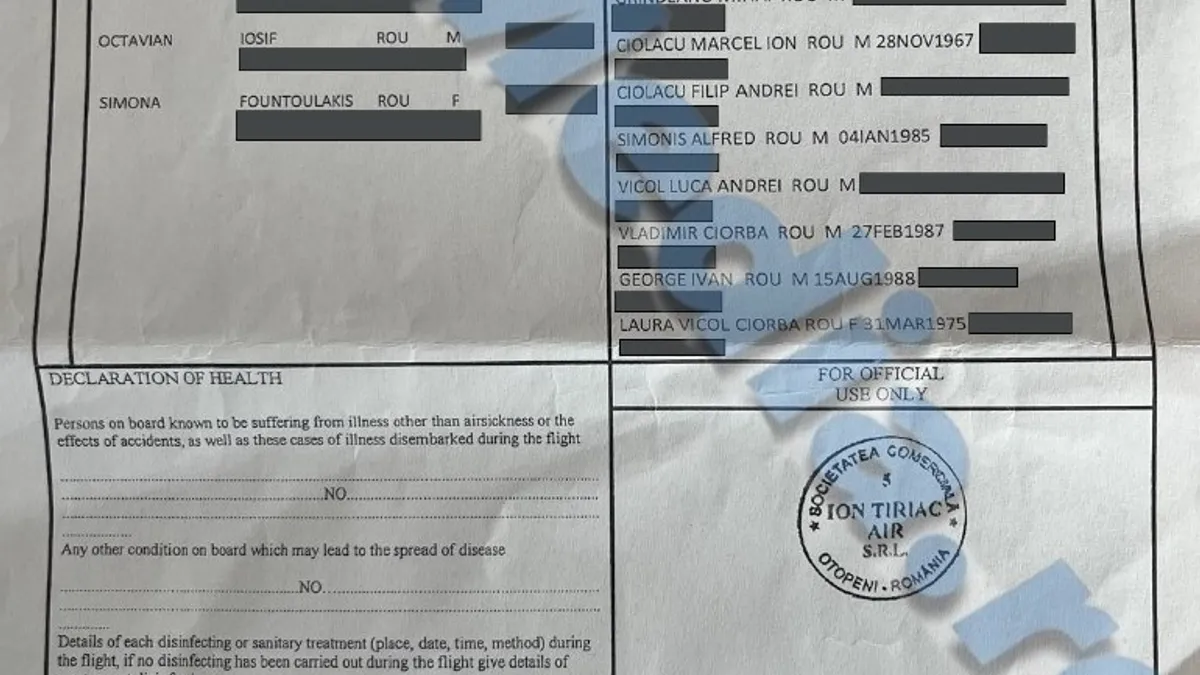 OCTAVIAN IOSIF ROU M
SIMONA FOUNTOULAKIS ROU F
CIOLACU MARCEL ION ROU M 28NOV1967
CIOLACU FILIP ANDREI ROU M
SIMONIS ALFRED ROU M 04IAN1985
VICOL LUCA ANDREI ROU M
VLADIMIR CIORBA ROU M 27FEB1987
GEORGE IVAN ROU M 15AUG1988
LAURA VICOL CIORBA ROU F 31MAR1975
DECLARATION OF HEALTH
Persons on board known to be suffering from illness other than airsickness or the
effects of accidents, as well as these cases of illness disembarked during the flight
NO
Any other condition on board which may lead to the spread of disease
NO
Details of each disinfecting or sanitary treatment (place, date, time, method) during
the flight, if no disinfecting has been carried out during the flight give details of
FOR OFFICIAL
USE ONLY
SOCIETATEA COMERCIALĂ
5
ION TIRIAC
AIR
S.R.L.
OTOPENI - ROMÂNIA